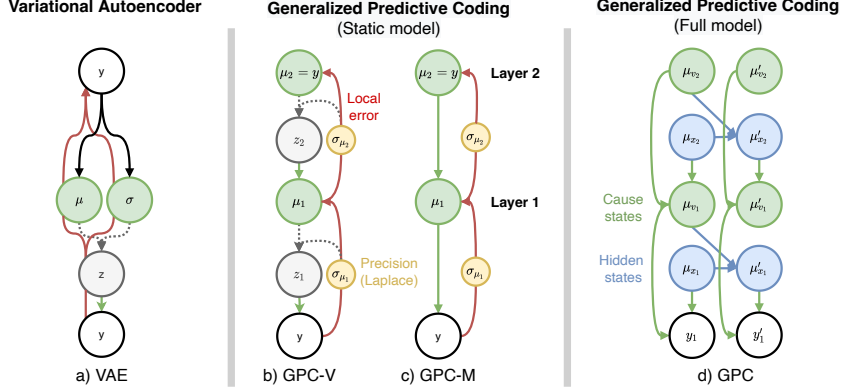 Variational Autoencoder
y
μ
σ
z
y
a) VAE
Generalized Predictive Coding
(Static model)
μ₂ = y
z₂
σ_μ₂
Local
error
μ₁
z₁
σ_μ₁
Precision
(Laplace)
y
b) GPC-V
μ₂ = y
Layer 2
σ_μ₂
μ₁
Layer 1
σ_μ₁
y
c) GPC-M
Generalized Predictive Coding
(Full model)
μ_v₂
μ′_v₂
μ_x₂
μ′_x₂
Cause
states
μ_v₁
μ′_v₁
Hidden
states
μ_x₁
μ′_x₁
y₁
y′₁
d) GPC